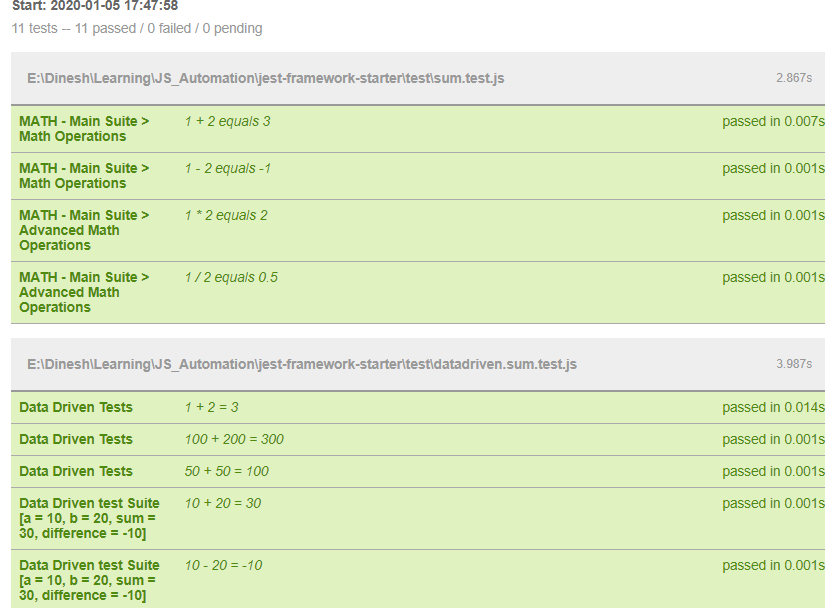 Start: 2020-01-05 17:47:58
11 tests -- 11 passed / 0 failed / 0 pending
E:\Dinesh\Learning\JS_Automation\jest-framework-starter\test\sum.test.js 2.867s
MATH - Main Suite > 1 + 2 equals 3 passed in 0.007s
Math Operations
MATH - Main Suite > 1 - 2 equals -1 passed in 0.001s
Math Operations
MATH - Main Suite > 1 * 2 equals 2 passed in 0.001s
Advanced Math
Operations
MATH - Main Suite > 1 / 2 equals 0.5 passed in 0.001s
Advanced Math
Operations
E:\Dinesh\Learning\JS_Automation\jest-framework-starter\test\datadriven.sum.test.js 3.987s
Data Driven Tests 1 + 2 = 3 passed in 0.014s
Data Driven Tests 100 + 200 = 300 passed in 0.001s
Data Driven Tests 50 + 50 = 100 passed in 0.001s
Data Driven test Suite 10 + 20 = 30 passed in 0.001s
[a = 10, b = 20, sum =
30, difference = -10]
Data Driven test Suite 10 - 20 = -10 passed in 0.001s
[a = 10, b = 20, sum =
30, difference = -10]